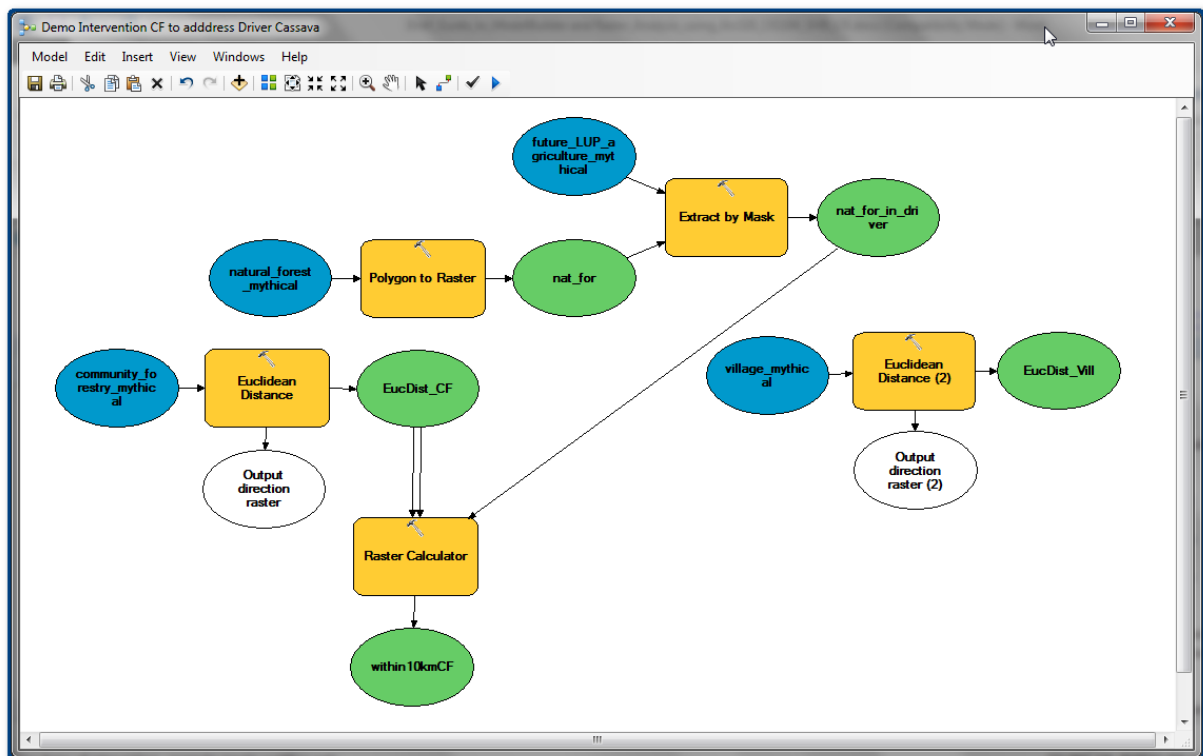 Demo Intervention CF to adddress Driver Cassava
Model Edit Insert View Windows Help
future_LUP_a
griculture_myt
hical
Extract by Mask
nat_for_in_dri
ver
natural_forest
_mythical
Polygon to Raster
nat_for
community_fo
restry_mythic
al
Euclidean
Distance
EucDist_CF
village_mythic
al
Euclidean
Distance (2)
EucDist_Vill
Output
direction
raster
Output
direction
raster (2)
Raster Calculator
within10kmCF